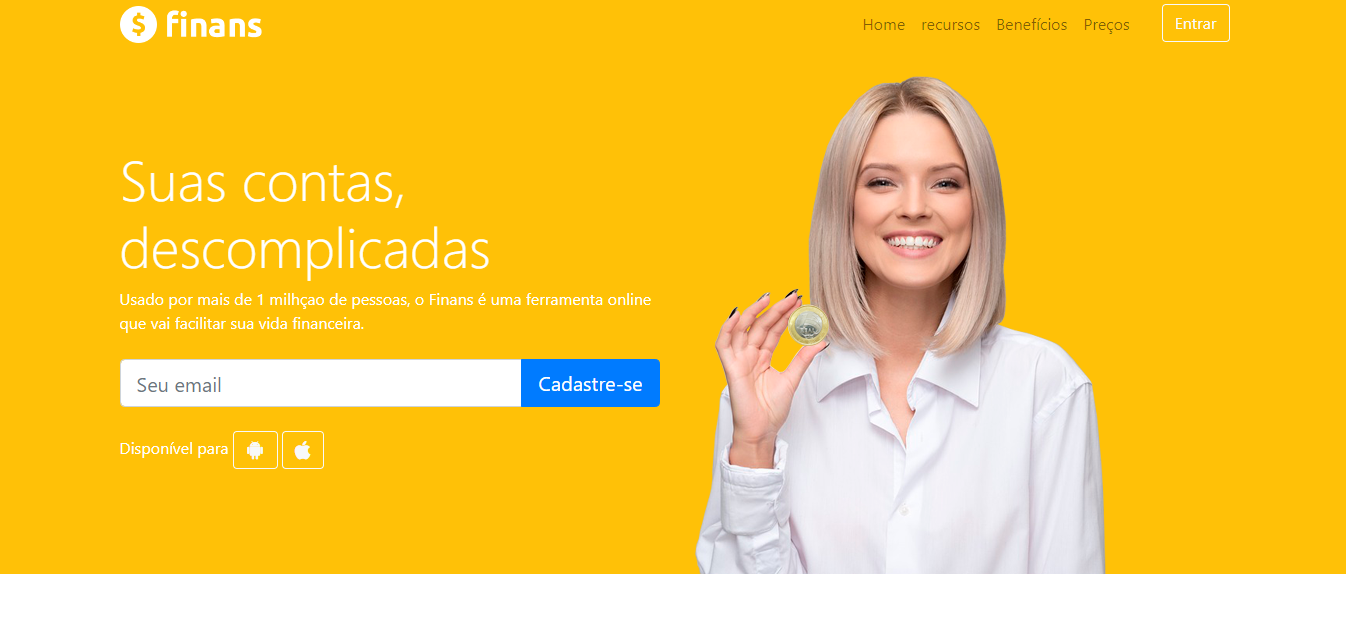 $ finans
Home recursos Benefícios Preços Entrar
Suas contas,
descomplicadas
Usado por mais de 1 milhçao de pessoas, o Finans é uma ferramenta online
que vai facilitar sua vida financeira.
Seu email Cadastre-se
Disponível para